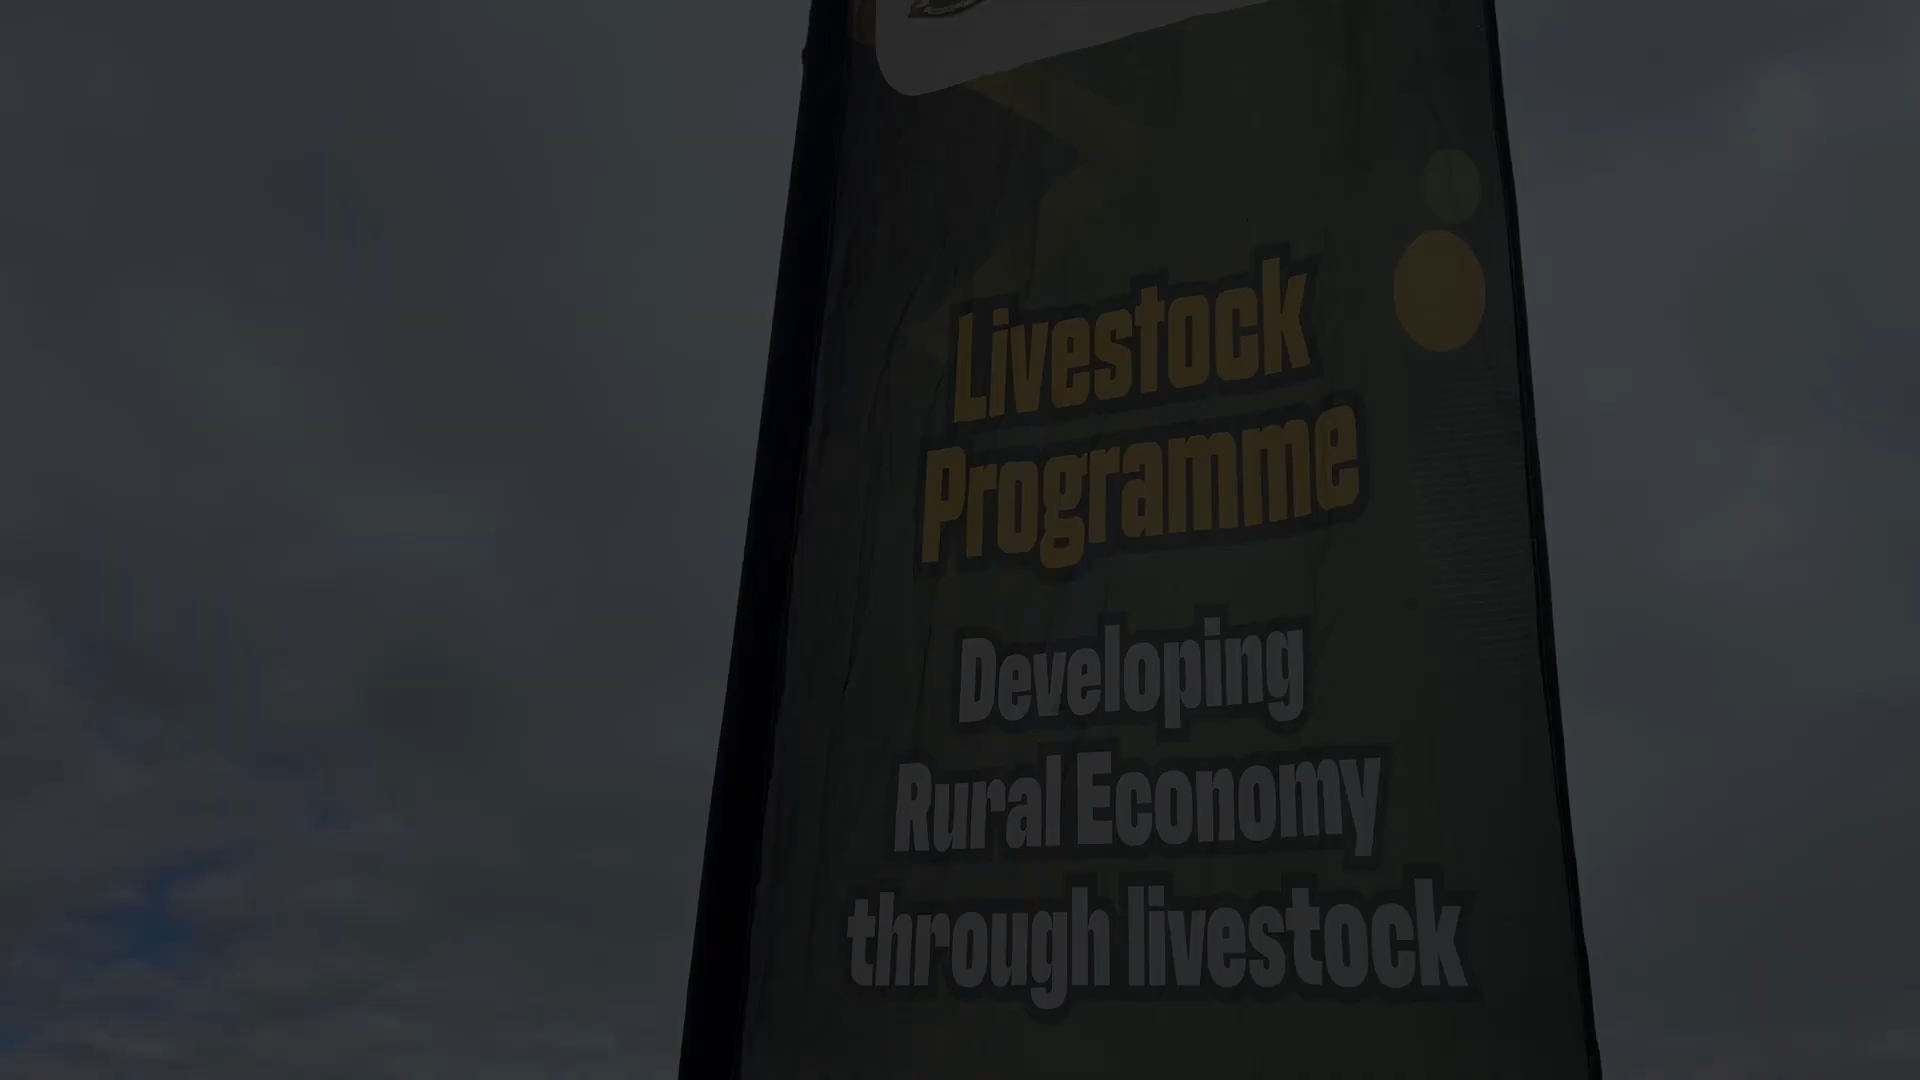 Livestock
Programme
Developing
Rural Economy
through livestock